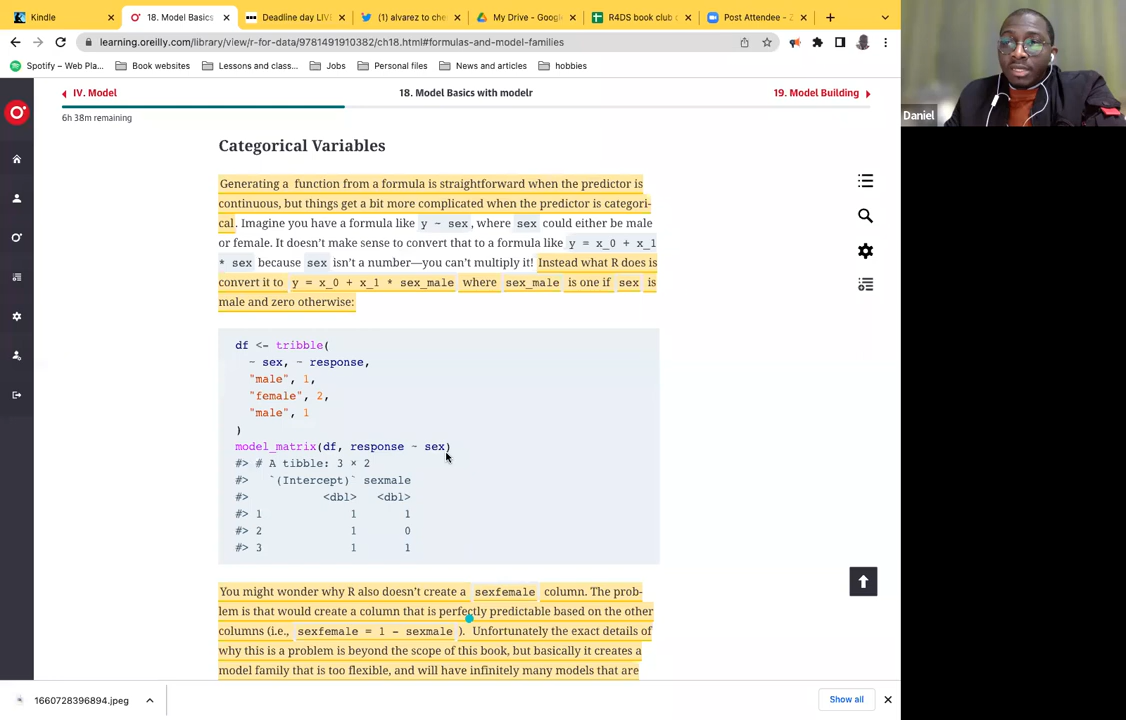 Kindle
18. Model Basics
Deadline day LIVE
(1) alvarez to che
My Drive - Google
R4DS book club
Post Attendee - Z
learning.oreilly.com/library/view/r-for-data/9781491910382/ch18.html#formulas-and-model-families
Spotify – Web Pla...
Book websites
Lessons and class...
Jobs
Personal files
News and articles
hobbies
IV. Model
18. Model Basics with modelr
19. Model Building
6h 38m remaining
Daniel
Categorical Variables
Generating a function from a formula is straightforward when the predictor is
continuous, but things get a bit more complicated when the predictor is categori-
cal. Imagine you have a formula like y ~ sex, where sex could either be male
or female. It doesn't make sense to convert that to a formula like y = x_0 + x_1
* sex because sex isn't a number—you can't multiply it! Instead what R does is
convert it to y = x_0 + x_1 * sex_male where sex_male is one if sex is
male and zero otherwise:
df <- tribble(
~ sex, ~ response,
"male", 1,
"female", 2,
"male", 1
)
model_matrix(df, response ~ sex)
#> # A tibble: 3 × 2
#> `(Intercept)` sexmale
#> <dbl> <dbl>
#> 1 1 1
#> 2 1 0
#> 3 1 1
You might wonder why R also doesn't create a sexfemale column. The prob-
lem is that would create a column that is perfectly predictable based on the other
columns (i.e., sexfemale = 1 - sexmale ). Unfortunately the exact details of
why this is a problem is beyond the scope of this book, but basically it creates a
model family that is too flexible, and will have infinitely many models that are
1660728396894.jpeg
Show all